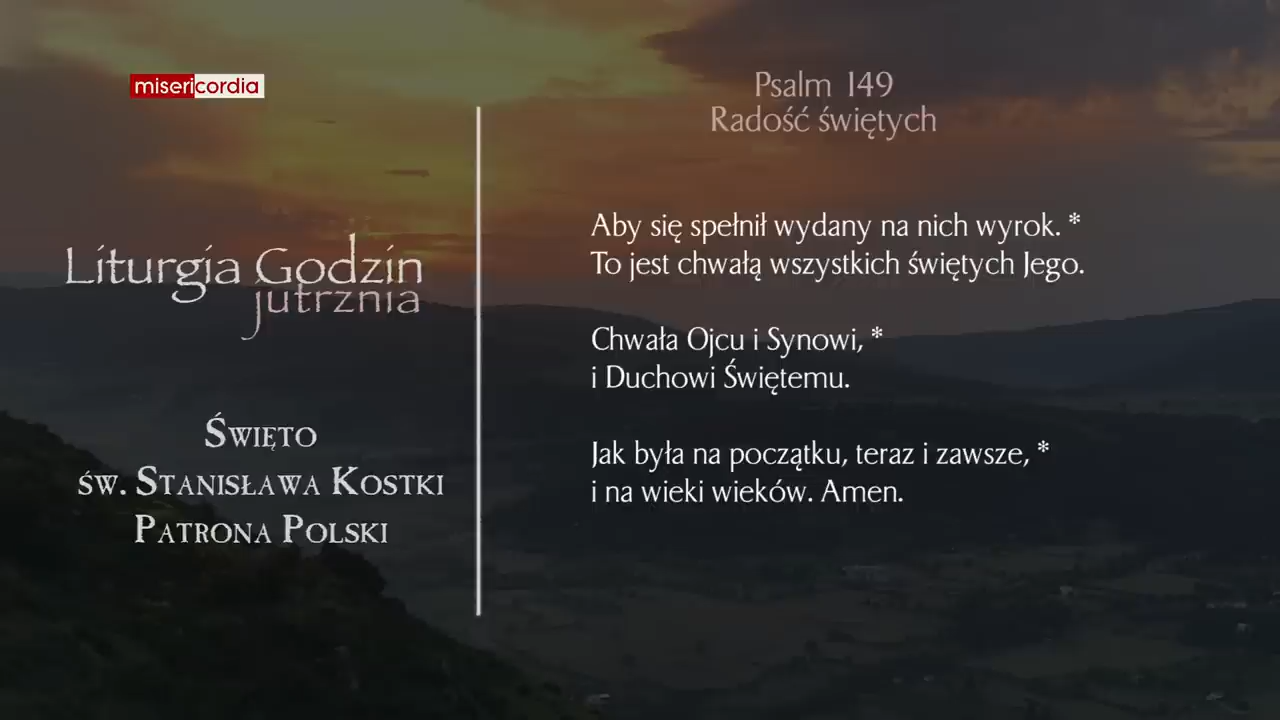 misericordia
Liturgia Godzin
jutrznia
Święto
św. Stanisława Kostki
Patrona Polski
Psalm 149
Radość świętych
Aby się spełnił wydany na nich wyrok. *
To jest chwałą wszystkich świętych Jego.
Chwała Ojcu i Synowi, *
i Duchowi Świętemu.
Jak była na początku, teraz i zawsze, *
i na wieki wieków. Amen.